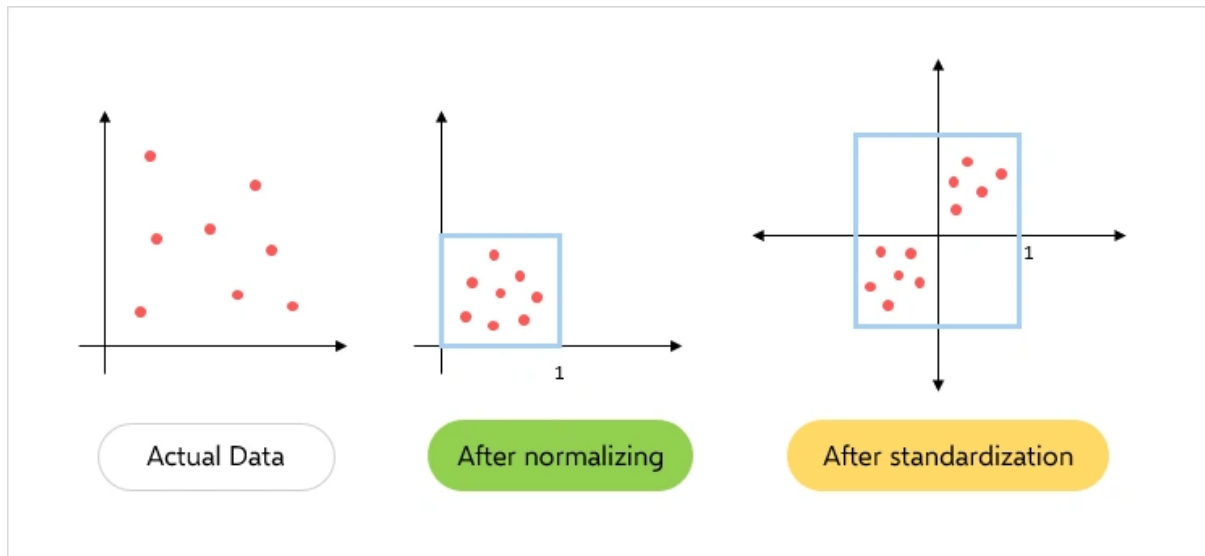 1
1
Actual Data
After normalizing
After standardization